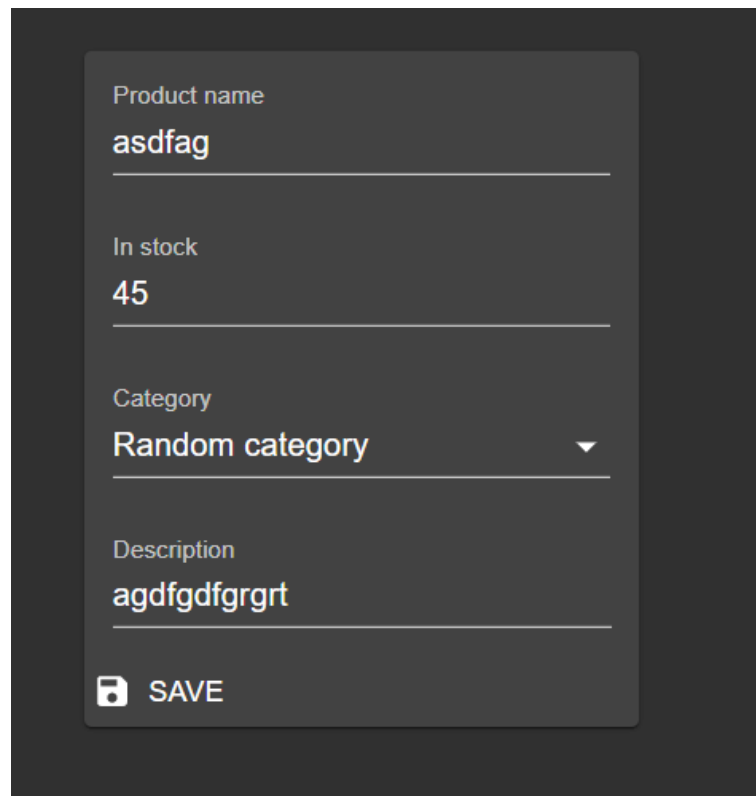 Product name
asdfag
In stock
45
Category
Random category
Description
agdfgdfgrgrt
SAVE